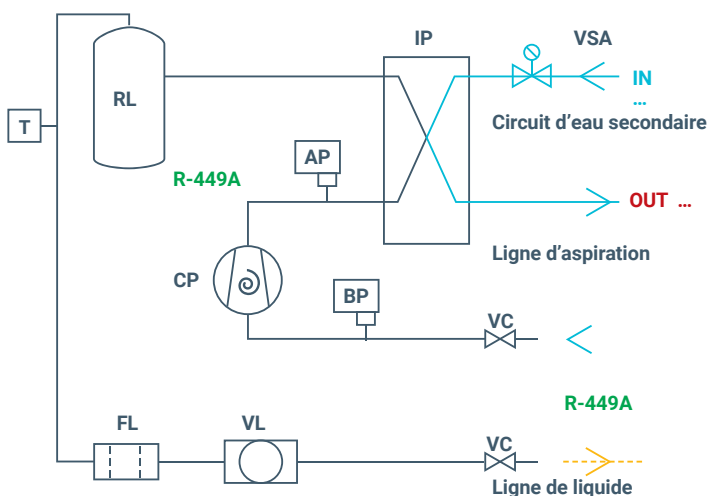 IP
VSA
RL
IN
...
T
Circuit d'eau secondaire
AP
R-449A
OUT ...
Ligne d'aspiration
CP
BP
VC
R-449A
FL
VL
VC
Ligne de liquide